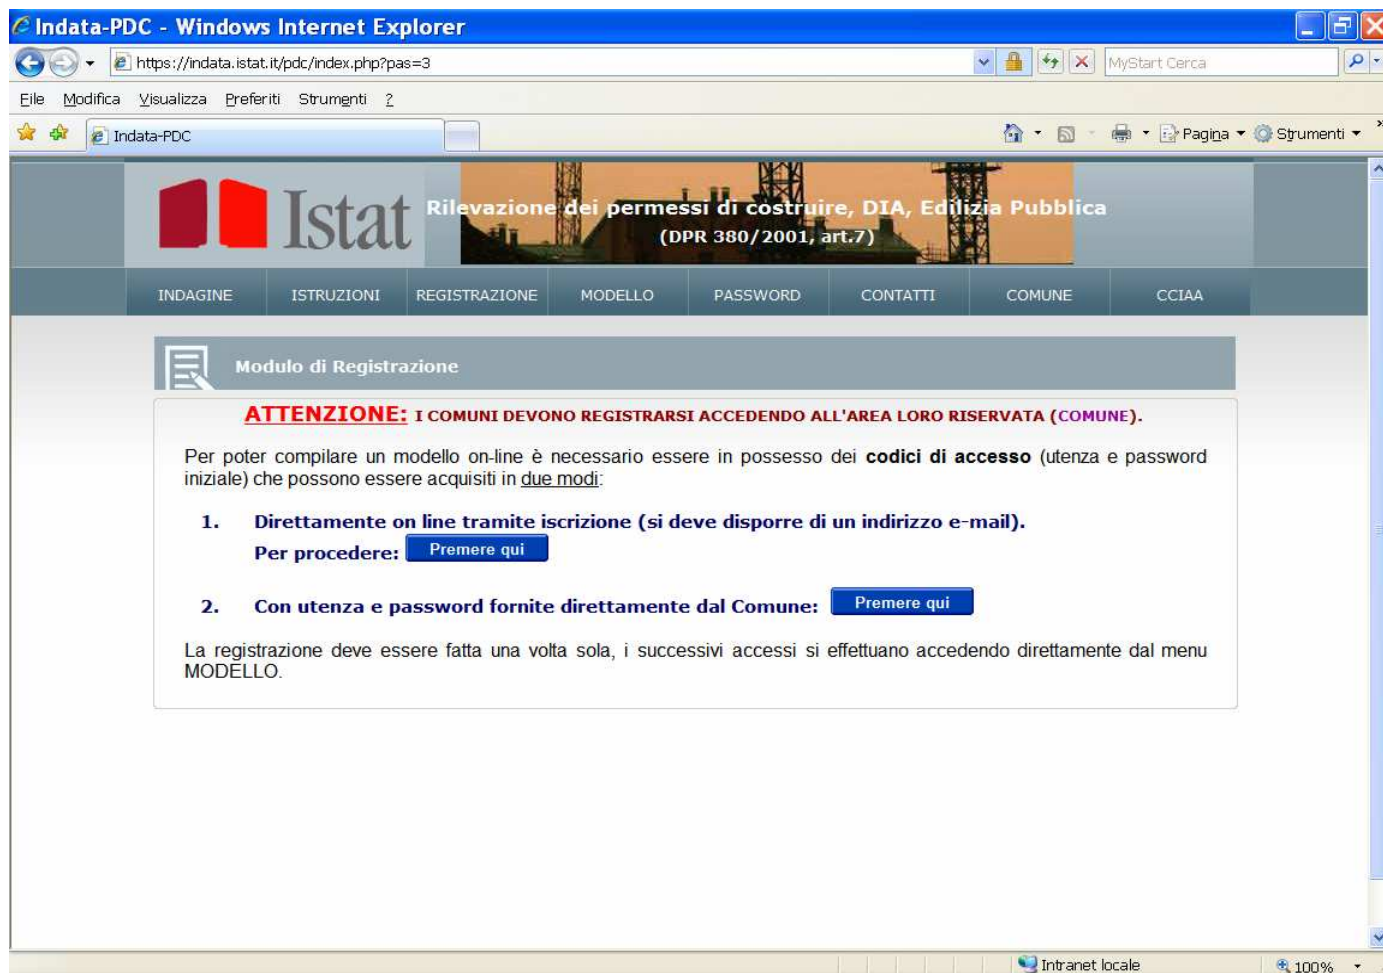 Indata-PDC - Windows Internet Explorer
https://indata.istat.it/pdc/index.php?pas=3
MyStart Cerca
File Modifica Visualizza Preferiti Strumenti ?
Indata-PDC
Pagina Strumenti »
Istat
Rilevazione dei permessi di costruire, DIA, Edilizia Pubblica
(DPR 380/2001, art.7)
INDAGINE ISTRUZIONI REGISTRAZIONE MODELLO PASSWORD CONTATTI COMUNE CCIAA
Modulo di Registrazione
ATTENZIONE: I COMUNI DEVONO REGISTRARSI ACCEDENDO ALL'AREA LORO RISERVATA (COMUNE).
Per poter compilare un modello on-line è necessario essere in possesso dei codici di accesso (utenza e password
iniziale) che possono essere acquisiti in due modi:
1. Direttamente on line tramite iscrizione (si deve disporre di un indirizzo e-mail).
Per procedere: Premere qui
2. Con utenza e password fornite direttamente dal Comune: Premere qui
La registrazione deve essere fatta una volta sola, i successivi accessi si effettuano accedendo direttamente dal menu
MODELLO.
Intranet locale
100%